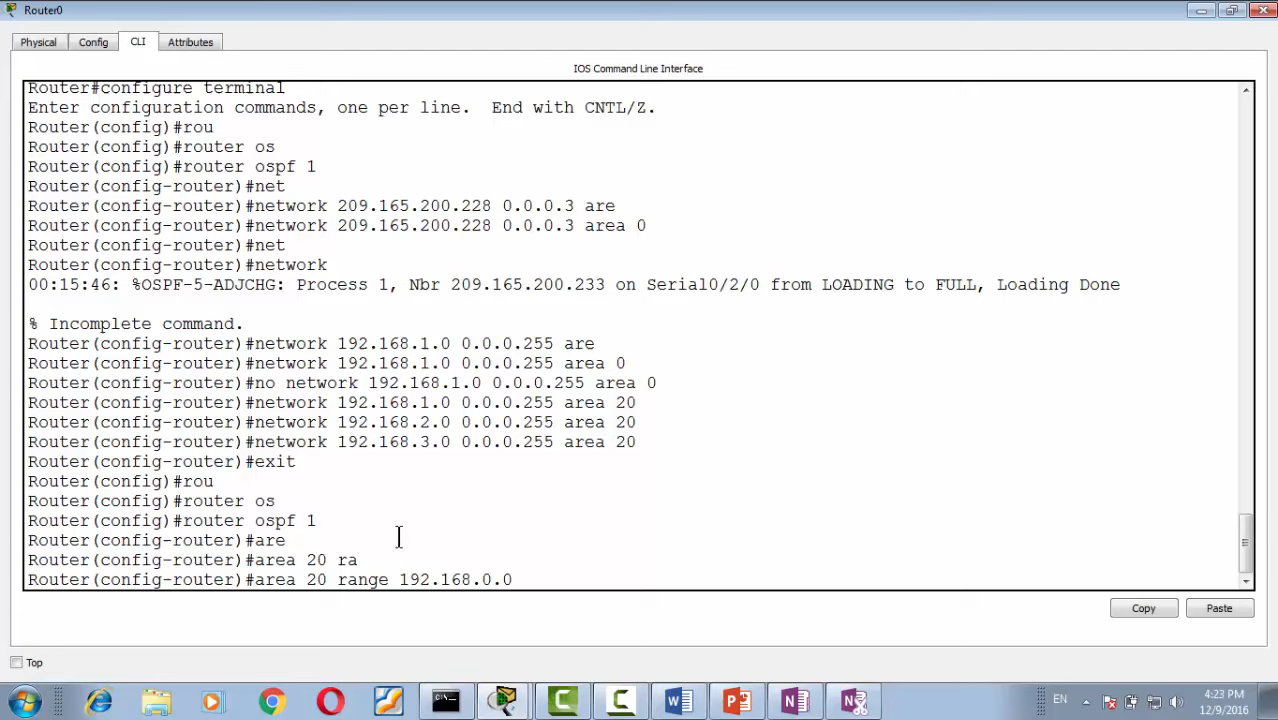 Router0
Physical Config CLI Attributes
IOS Command Line Interface
Router#configure terminal
Enter configuration commands, one per line.  End with CNTL/Z.
Router(config)#rou
Router(config)#router os
Router(config)#router ospf 1
Router(config-router)#net
Router(config-router)#network 209.165.200.228 0.0.0.3 are
Router(config-router)#network 209.165.200.228 0.0.0.3 area 0
Router(config-router)#net
Router(config-router)#network
00:15:46: %OSPF-5-ADJCHG: Process 1, Nbr 209.165.200.233 on Serial0/2/0 from LOADING to FULL, Loading Done
% Incomplete command.
Router(config-router)#network 192.168.1.0 0.0.0.255 are
Router(config-router)#network 192.168.1.0 0.0.0.255 area 0
Router(config-router)#no network 192.168.1.0 0.0.0.255 area 0
Router(config-router)#network 192.168.1.0 0.0.0.255 area 20
Router(config-router)#network 192.168.2.0 0.0.0.255 area 20
Router(config-router)#network 192.168.3.0 0.0.0.255 area 20
Router(config-router)#exit
Router(config)#rou
Router(config)#router os
Router(config)#router ospf 1
Router(config-router)#are
Router(config-router)#area 20 ra
Router(config-router)#area 20 range 192.168.0.0
Copy Paste
Top
EN
4:23 PM
12/9/2016